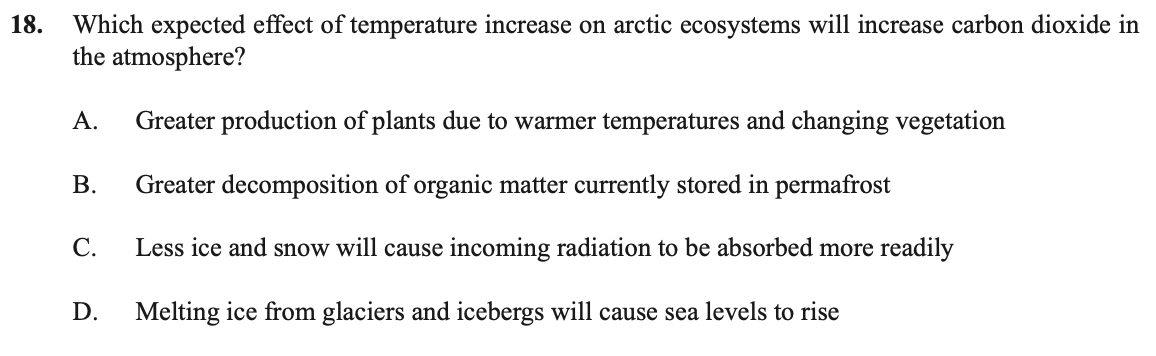 18. Which expected effect of temperature increase on arctic ecosystems will increase carbon dioxide in
the atmosphere?
A. Greater production of plants due to warmer temperatures and changing vegetation
B. Greater decomposition of organic matter currently stored in permafrost
C. Less ice and snow will cause incoming radiation to be absorbed more readily
D. Melting ice from glaciers and icebergs will cause sea levels to rise